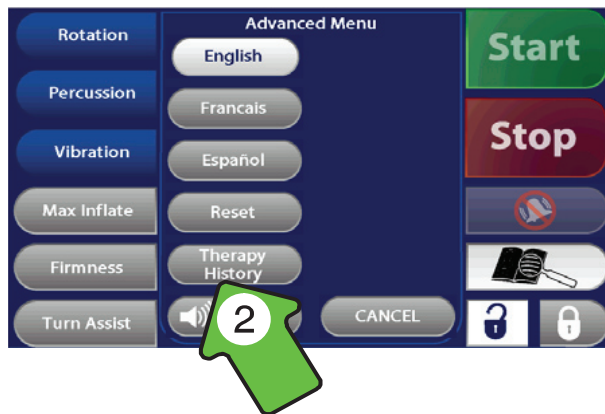 Advanced Menu
Rotation
Percussion
Vibration
Max Inflate
Firmness
Turn Assist
English
Francais
Español
Reset
Therapy
History
2
CANCEL
Start
Stop